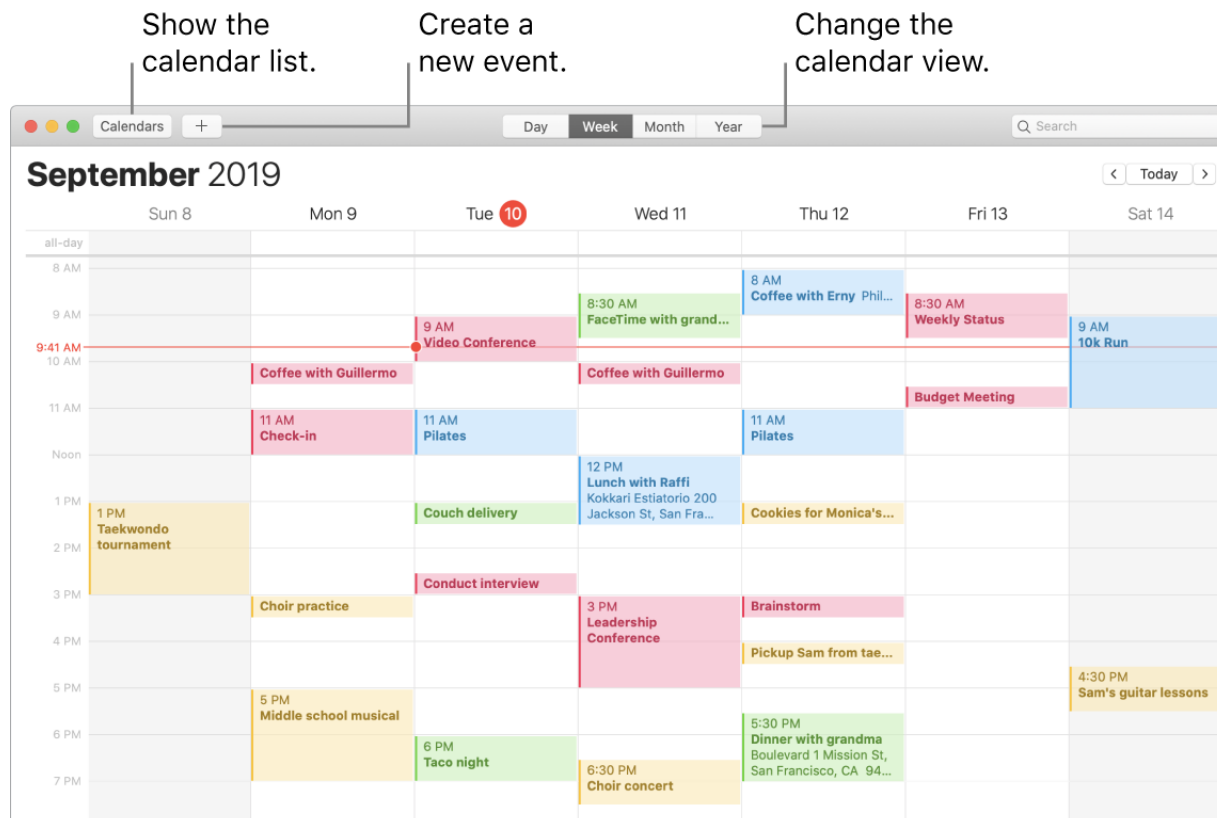 Show the
calendar list.
Create a
new event.
Change the
calendar view.
Calendars
+
Day
Week
Month
Year
Search
September 2019
<
Today
>
Sun 8
Mon 9
Tue 10
Wed 11
Thu 12
Fri 13
Sat 14
all-day
8 AM
9 AM
9:41 AM
10 AM
11 AM
Noon
1 PM
2 PM
3 PM
4 PM
5 PM
6 PM
7 PM
1 PM
Taekwondo
tournament
Coffee with Guillermo
11 AM
Check-in
Choir practice
5 PM
Middle school musical
9 AM
Video Conference
11 AM
Pilates
Couch delivery
Conduct interview
6 PM
Taco night
8:30 AM
FaceTime with grand...
Coffee with Guillermo
12 PM
Lunch with Raffi
Kokkari Estiatorio 200
Jackson St, San Fra...
3 PM
Leadership
Conference
6:30 PM
Choir concert
8 AM
Coffee with Erny Phil...
11 AM
Pilates
Cookies for Monica's...
Brainstorm
Pickup Sam from tae...
5:30 PM
Dinner with grandma
Boulevard 1 Mission St,
San Francisco, CA 94...
8:30 AM
Weekly Status
Budget Meeting
9 AM
10k Run
4:30 PM
Sam's guitar lessons